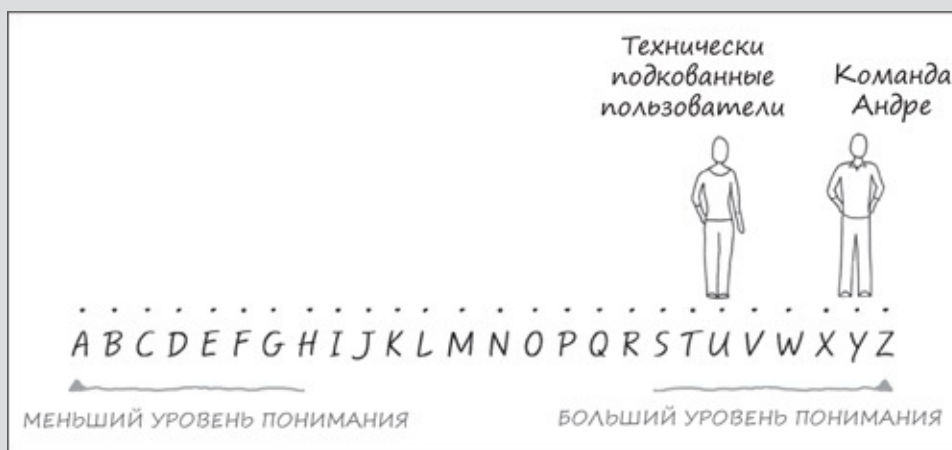 Технически
подкованные
пользователи
Команда
Андре
A B C D E F G H I J K L M N O P Q R S T U V W X Y Z
МЕНЬШИЙ УРОВЕНЬ ПОНИМАНИЯ
БОЛЬШИЙ УРОВЕНЬ ПОНИМАНИЯ